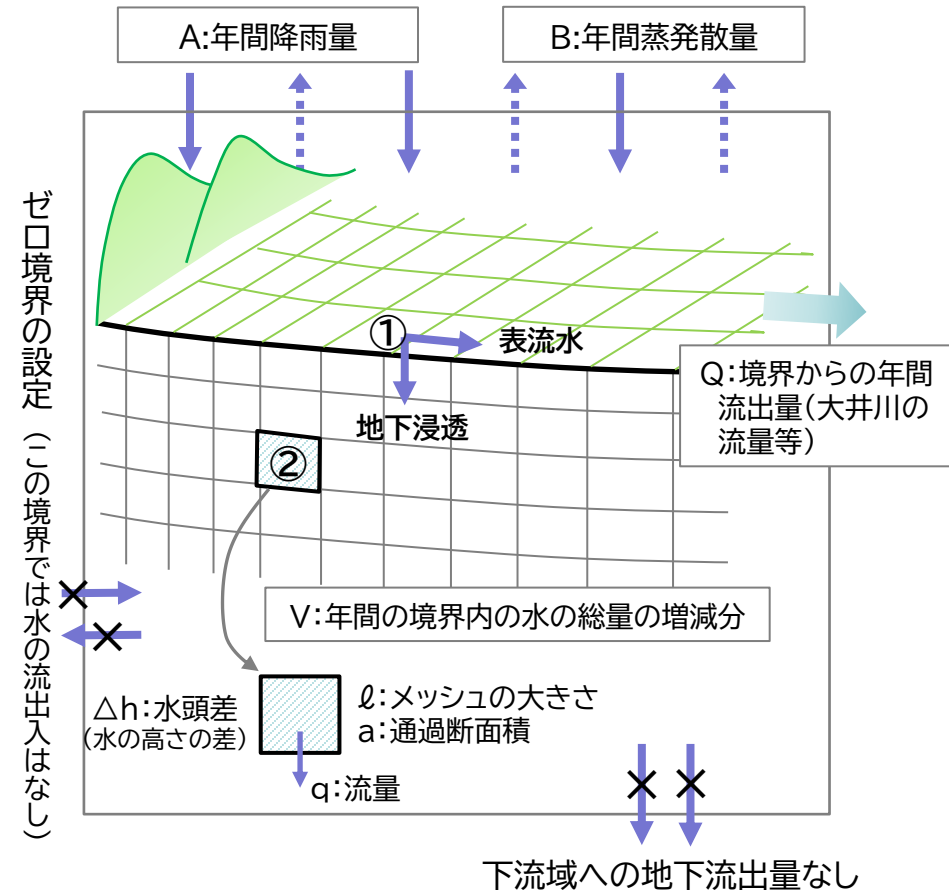 A:年間降雨量
B:年間蒸発散量
ゼロ境界の設定(この境界では水の流出入はなし)
①
表流水
地下浸透
Q:境界からの年間
流出量(大井川の
流量等)
②
V:年間の境界内の水の総量の増減分
△h:水頭差
(水の高さの差)
ℓ:メッシュの大きさ
a:通過断面積
q:流量
下流域への地下流出量なし